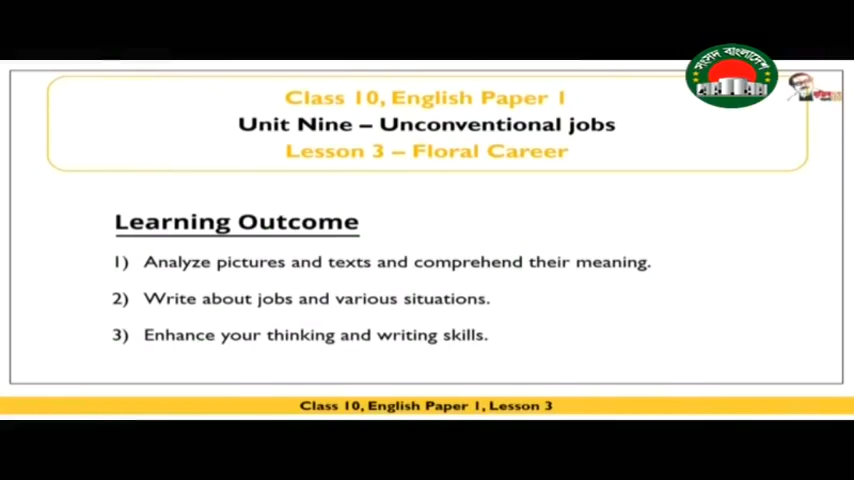 সংসদ বাংলাদেশ
Class 10, English Paper 1
Unit Nine – Unconventional jobs
Lesson 3 – Floral Career
Learning Outcome
1) Analyze pictures and texts and comprehend their meaning.
2) Write about jobs and various situations.
3) Enhance your thinking and writing skills.
Class 10, English Paper 1, Lesson 3